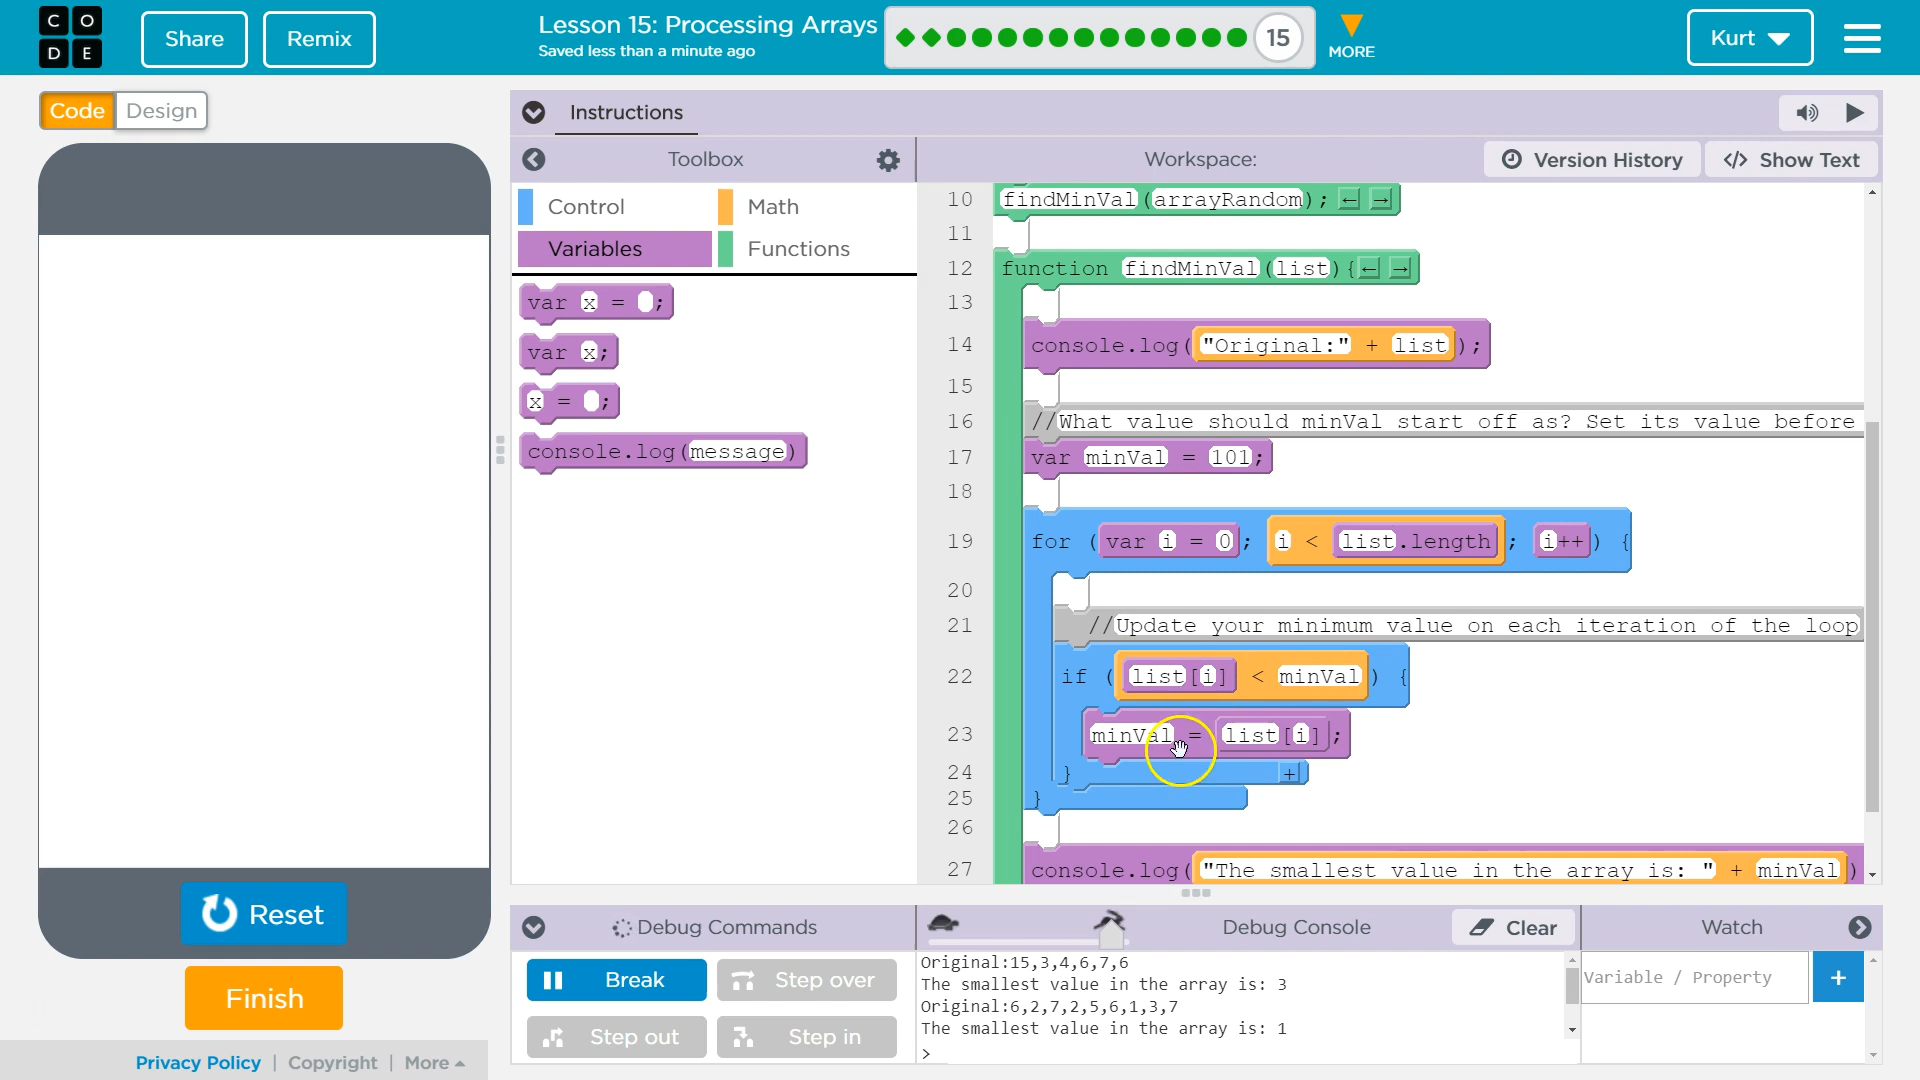 C O
D E
Share
Remix
Lesson 15: Processing Arrays
Saved less than a minute ago
15
MORE
Kurt
Code
Design
Instructions
Toolbox
Workspace:
Version History
</> Show Text
Control
Math
Variables
Functions
var x = ;
var x;
x = ;
console.log(message)
10 findMinVal(arrayRandom); ← →
11
12 function findMinVal(list){← →
13
14 console.log("Original:" + list);
15
16 //What value should minVal start off as? Set its value before
17 var minVal = 101;
18
19 for (var i = 0; i < list.length; i++) {
20
21 //Update your minimum value on each iteration of the loop
22 if (list[i] < minVal) {
23 minVal = list[i];
24 } +
25 }
26
27 console.log("The smallest value in the array is: " + minVal)
Reset
Finish
Debug Commands
Debug Console
Clear
Watch
Break
Step over
Step out
Step in
Original:15,3,4,6,7,6
The smallest value in the array is: 3
Original:6,2,7,2,5,6,1,3,7
The smallest value in the array is: 1
>
Variable / Property
+
Privacy Policy | Copyright | More